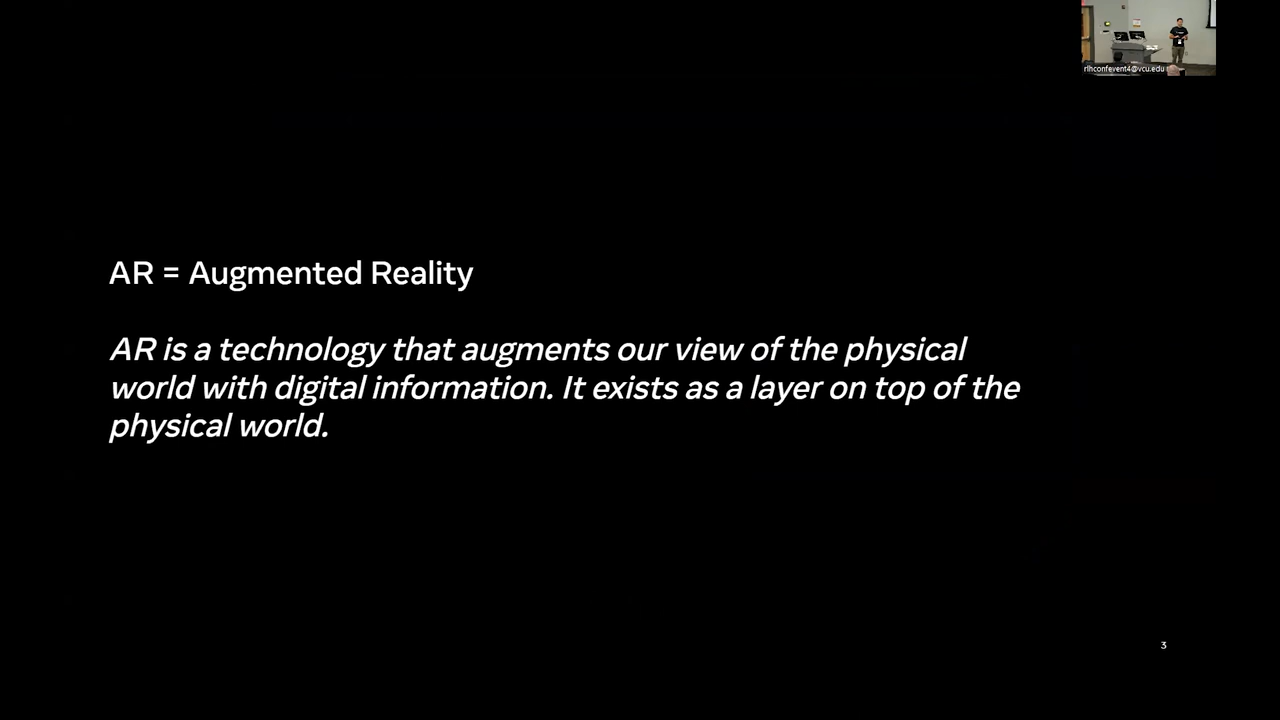 rlhconfevent4@vcu.edu
AR = Augmented Reality
AR is a technology that augments our view of the physical
world with digital information. It exists as a layer on top of the
physical world.
3